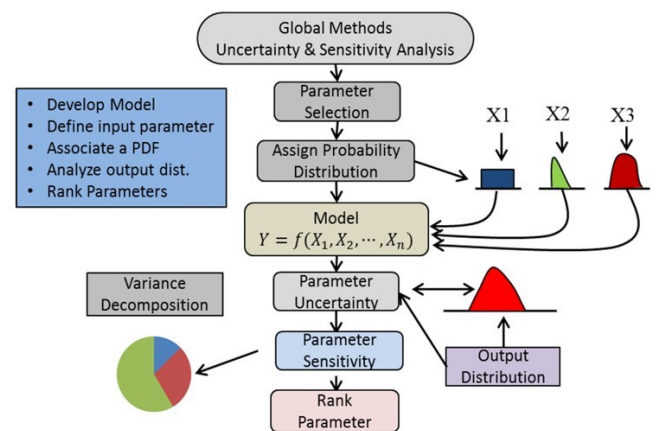 Global Methods
Uncertainty & Sensitivity Analysis
Parameter
Selection
• Develop Model
• Define input parameter
• Associate a PDF
• Analyze output dist.
• Rank Parameters
X1 X2 X3
Assign Probability
Distribution
Model
Y = f(X₁, X₂, ⋯, Xₙ)
Variance
Decomposition
Parameter
Uncertainty
Parameter
Sensitivity
Output
Distribution
Rank
Parameter